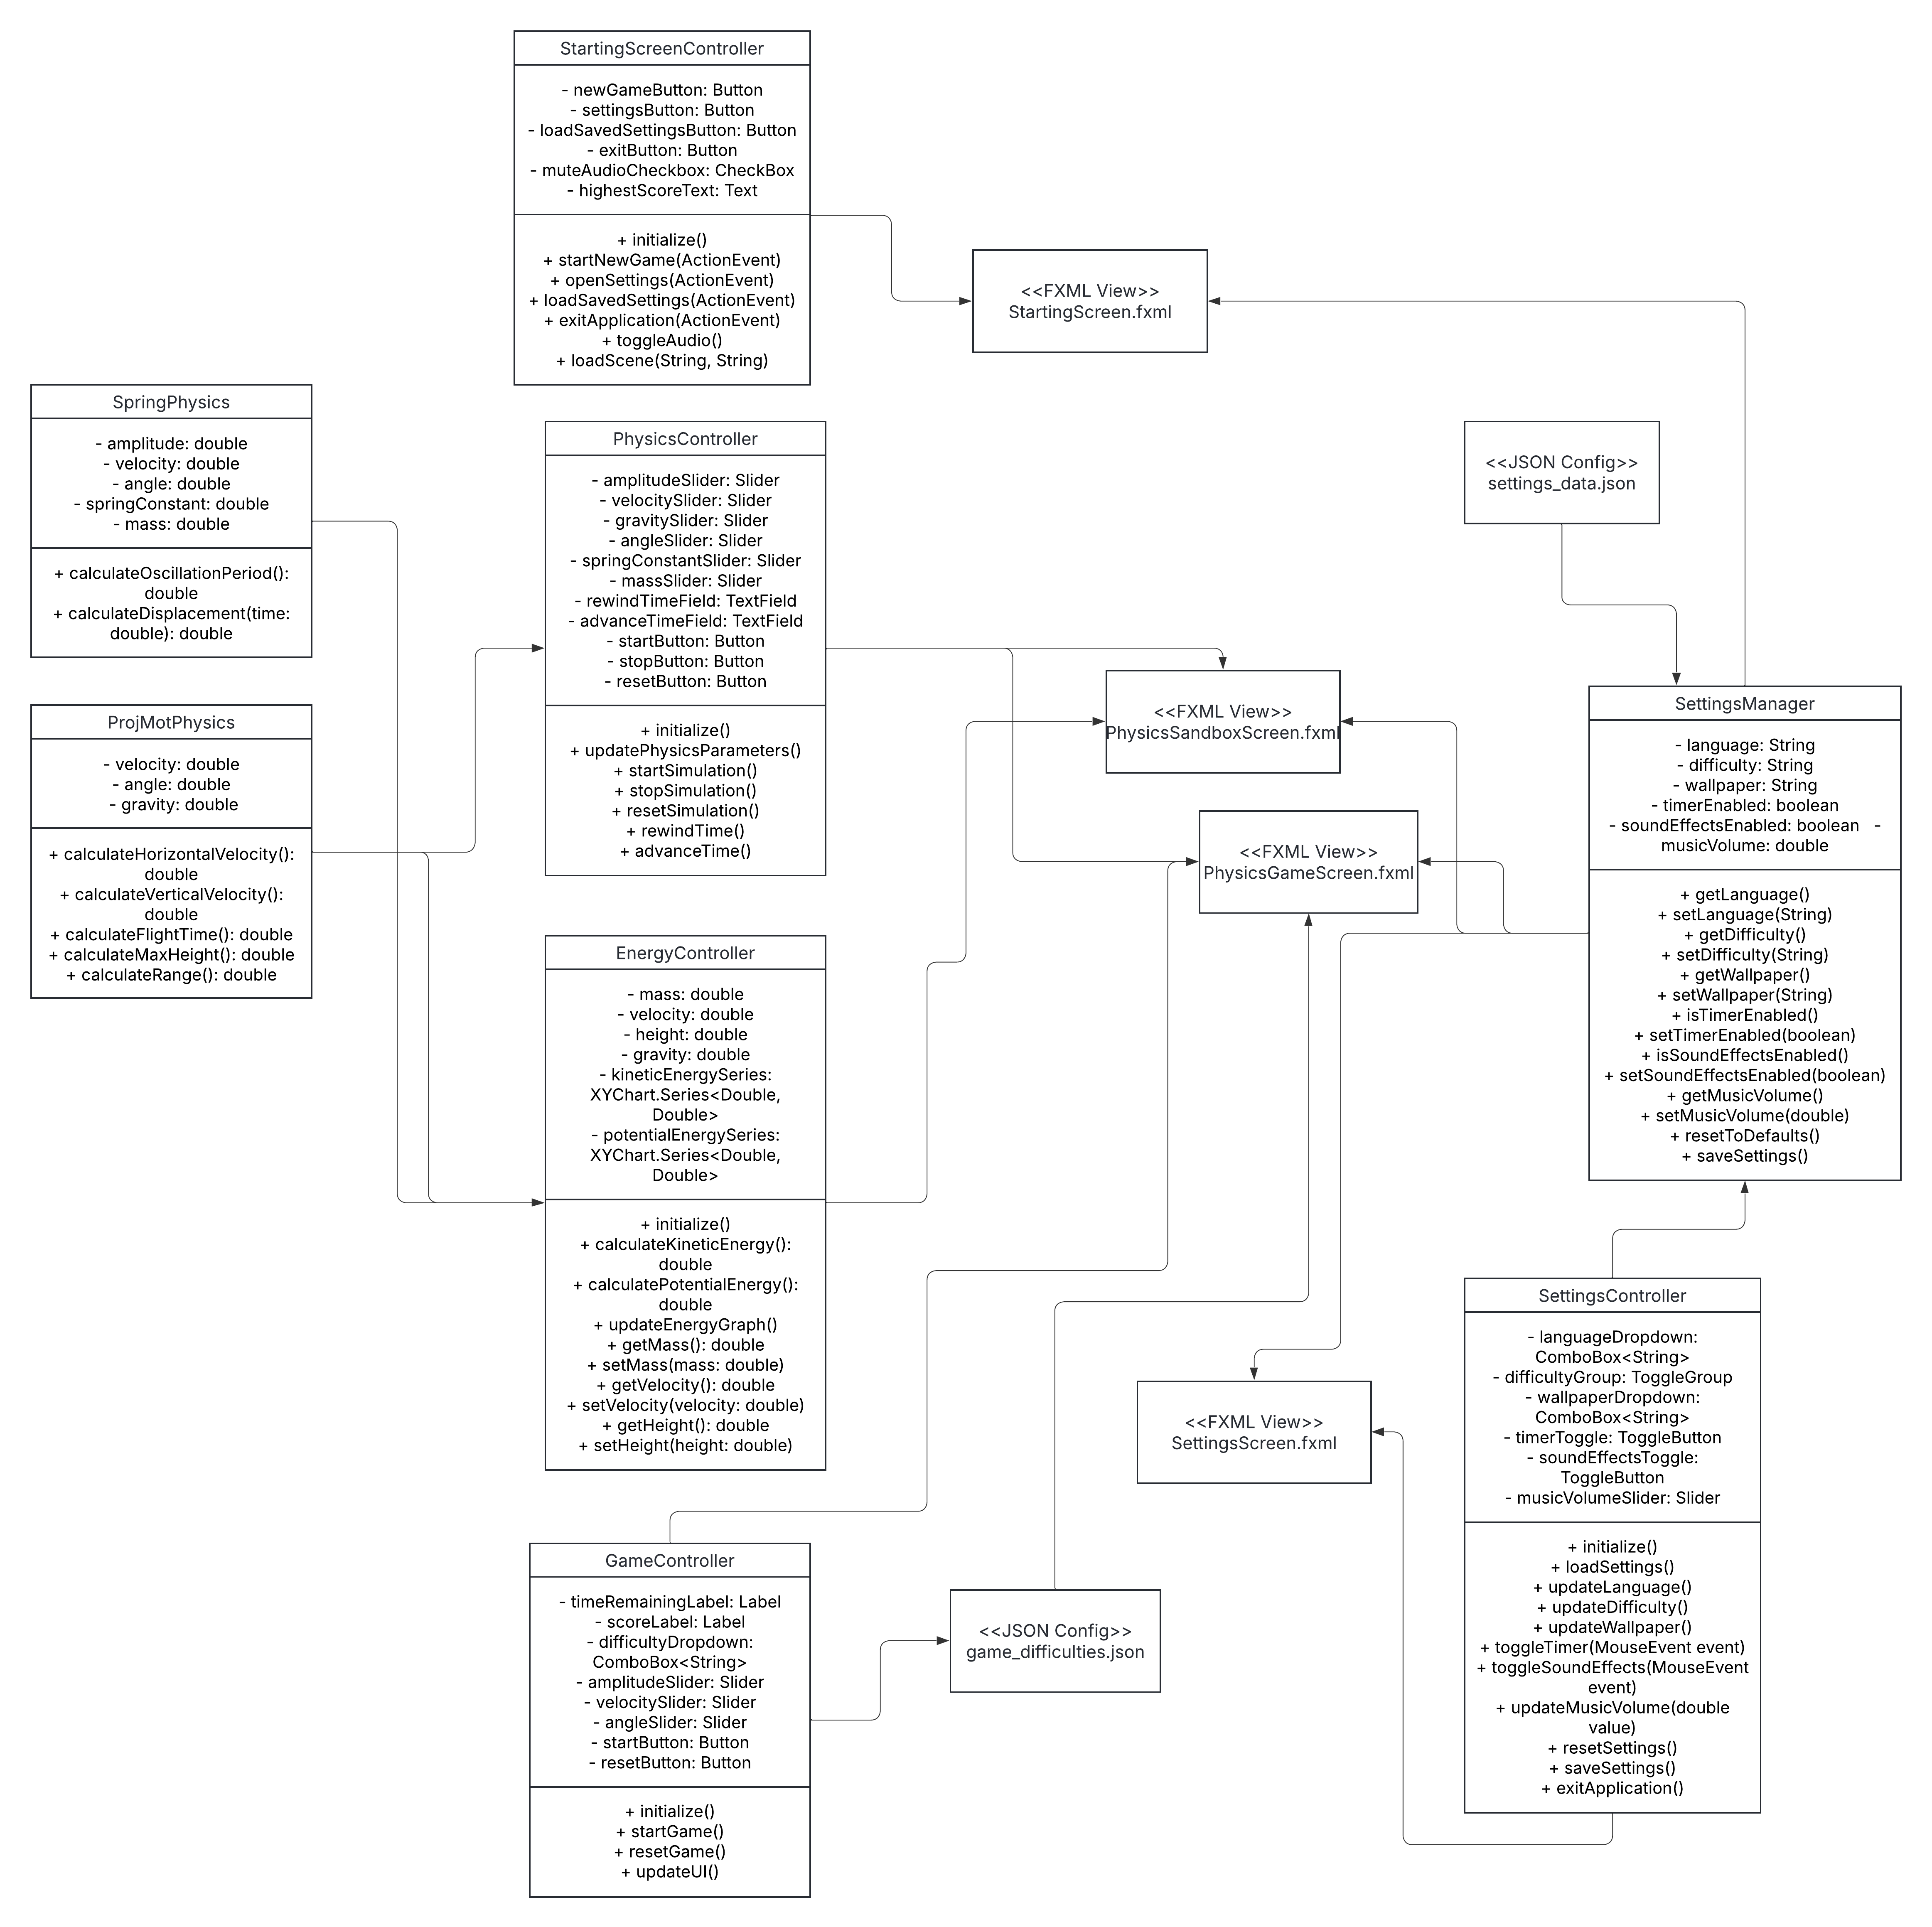 StartingScreenController
- newGameButton: Button
- settingsButton: Button
- loadSavedSettingsButton: Button
- exitButton: Button
- muteAudioCheckbox: CheckBox
- highestScoreText: Text
+ initialize()
+ startNewGame(ActionEvent)
+ openSettings(ActionEvent)
+ loadSavedSettings(ActionEvent)
+ exitApplication(ActionEvent)
+ toggleAudio()
+ loadScene(String, String)
<<FXML View>>
StartingScreen.fxml
SpringPhysics
- amplitude: double
- velocity: double
- angle: double
- springConstant: double
- mass: double
+ calculateOscillationPeriod():
double
+ calculateDisplacement(time:
double): double
PhysicsController
- amplitudeSlider: Slider
- velocitySlider: Slider
- gravitySlider: Slider
- angleSlider: Slider
- springConstantSlider: Slider
- massSlider: Slider
- rewindTimeField: TextField
- advanceTimeField: TextField
- startButton: Button
- stopButton: Button
- resetButton: Button
+ initialize()
+ updatePhysicsParameters()
+ startSimulation()
+ stopSimulation()
+ resetSimulation()
+ rewindTime()
+ advanceTime()
<<JSON Config>>
settings_data.json
ProjMotPhysics
- velocity: double
- angle: double
- gravity: double
+ calculateHorizontalVelocity():
double
+ calculateVerticalVelocity():
double
+ calculateFlightTime(): double
+ calculateMaxHeight(): double
+ calculateRange(): double
<<FXML View>>
PhysicsSandboxScreen.fxml
<<FXML View>>
PhysicsGameScreen.fxml
SettingsManager
- language: String
- difficulty: String
- wallpaper: String
- timerEnabled: boolean
- soundEffectsEnabled: boolean -
musicVolume: double
+ getLanguage()
+ setLanguage(String)
+ getDifficulty()
+ setDifficulty(String)
+ getWallpaper()
+ setWallpaper(String)
+ isTimerEnabled()
+ setTimerEnabled(boolean)
+ isSoundEffectsEnabled()
+ setSoundEffectsEnabled(boolean)
+ getMusicVolume()
+ setMusicVolume(double)
+ resetToDefaults()
+ saveSettings()
EnergyController
- mass: double
- velocity: double
- height: double
- gravity: double
- kineticEnergySeries:
XYChart.Series<Double,
Double>
- potentialEnergySeries:
XYChart.Series<Double,
Double>
+ initialize()
+ calculateKineticEnergy():
double
+ calculatePotentialEnergy():
double
+ updateEnergyGraph()
+ getMass(): double
+ setMass(mass: double)
+ getVelocity(): double
+ setVelocity(velocity: double)
+ getHeight(): double
+ setHeight(height: double)
SettingsController
- languageDropdown:
ComboBox<String>
- difficultyGroup: ToggleGroup
- wallpaperDropdown:
ComboBox<String>
- timerToggle: ToggleButton
- soundEffectsToggle:
ToggleButton
- musicVolumeSlider: Slider
+ initialize()
+ loadSettings()
+ updateLanguage()
+ updateDifficulty()
+ updateWallpaper()
+ toggleTimer(MouseEvent event)
+ toggleSoundEffects(MouseEvent
event)
+ updateMusicVolume(double
value)
+ resetSettings()
+ saveSettings()
+ exitApplication()
<<FXML View>>
SettingsScreen.fxml
GameController
- timeRemainingLabel: Label
- scoreLabel: Label
- difficultyDropdown:
ComboBox<String>
- amplitudeSlider: Slider
- velocitySlider: Slider
- angleSlider: Slider
- startButton: Button
- resetButton: Button
+ initialize()
+ startGame()
+ resetGame()
+ updateUI()
<<JSON Config>>
game_difficulties.json